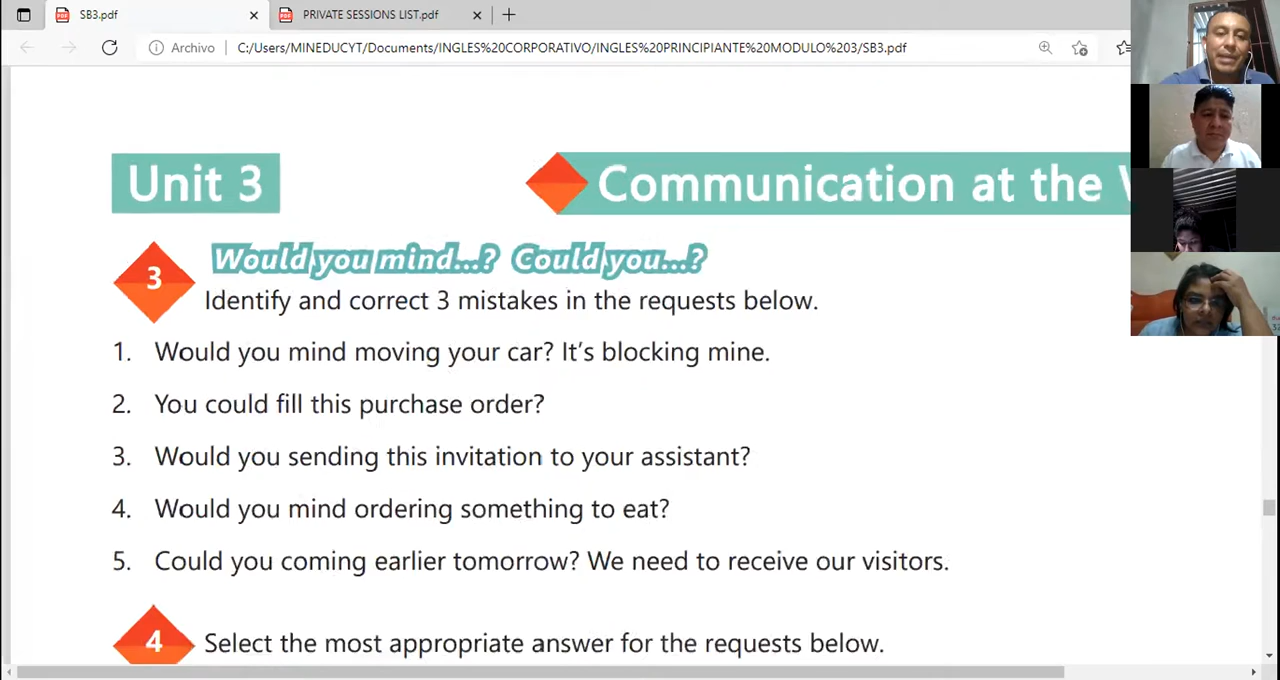 SB3.pdf
PRIVATE SESSIONS LIST.pdf
Archivo
C:/Users/MINEDUCYT/Documents/INGLES%20CORPORATIVO/INGLES%20PRINCIPIANTE%20MODULO%203/SB3.pdf
Unit 3
Communication at the
3
Would you mind...? Could you...?
Identify and correct 3 mistakes in the requests below.
1. Would you mind moving your car? It’s blocking mine.
2. You could fill this purchase order?
3. Would you sending this invitation to your assistant?
4. Would you mind ordering something to eat?
5. Could you coming earlier tomorrow? We need to receive our visitors.
4
Select the most appropriate answer for the requests below.